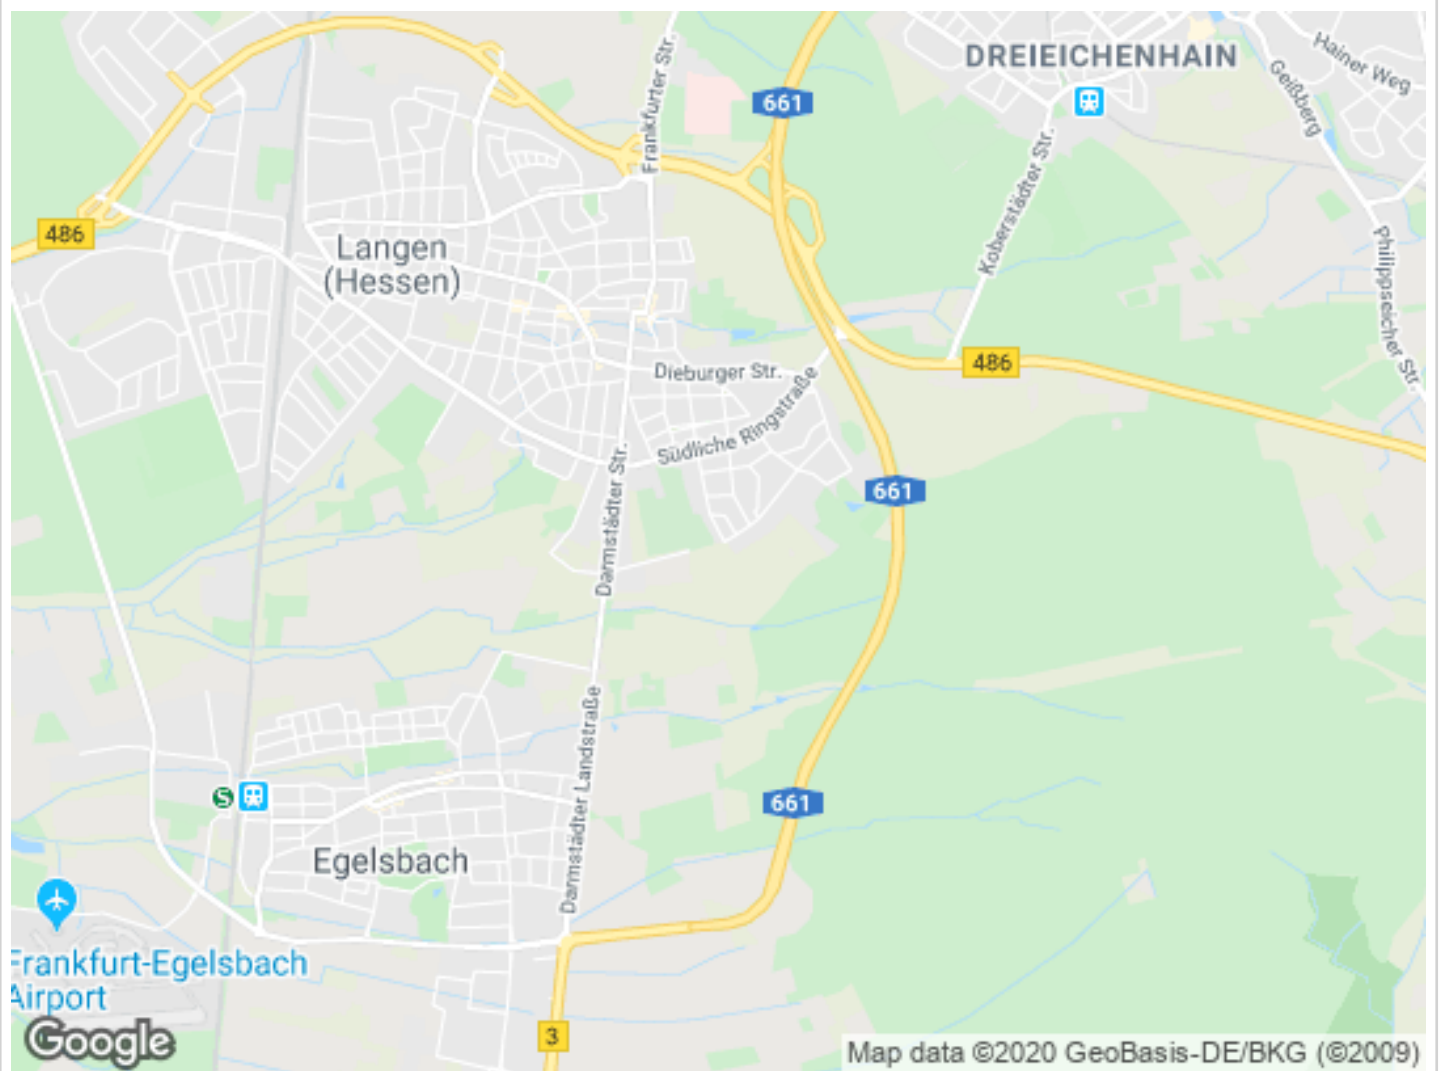 DREIEICHENHAIN
Hainer Weg
Geißberg
Frankfurter Str.
661
Koberstädter Str.
486
Langen
(Hessen)
Philippseicher Str.
486
Dieburger Str.
Südliche Ringstraße
Darmstädter Str.
661
Darmstädter Landstraße
S
661
Egelsbach
Frankfurt-Egelsbach
Airport
3
Google
Map data ©2020 GeoBasis-DE/BKG (©2009)